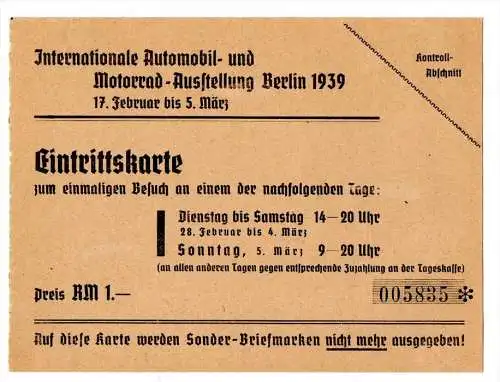 Internationale Automobil- und
Motorrad-Ausstellung Berlin 1939
17. Februar bis 5. März
Kontroll-
Abschnitt
Eintrittskarte
zum einmaligen Besuch an einem der nachfolgenden Tage:
Dienstag bis Samstag 14–20 Uhr
28. Februar bis 4. März
Sonntag, 5. März 9–20 Uhr
(an allen anderen Tagen gegen entsprechende Zuzahlung an der Tageskasse)
Preis RM 1.—
005835 *
Auf diese Karte werden Sonder-Briefmarken nicht mehr ausgegeben!